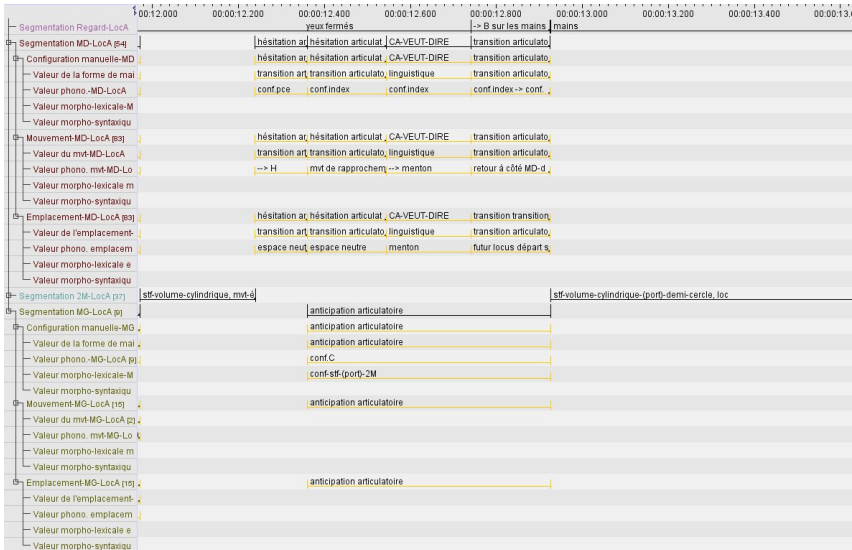 00:00:12.000 00:00:12.200 00:00:12.400 00:00:12.600 00:00:12.800 00:00:13.000 00:00:13.200 00:00:13.400 00:00:13.
Segmentation Regard-LocA yeux fermés -> B sur les mains mains
Segmentation MD-LocA [54] hésitation ar hésitation articulat CA-VEUT-DIRE transition articulato
Configuration manuelle-MD hésitation ar hésitation articulat CA-VEUT-DIRE transition articulato
Valeur de la forme de mai transition art transition articulato linguistique transition articulato
Valeur phono.-MD-LocA conf.pce conf.index conf.index conf.index -> conf.
Valeur morpho-lexicale-M
Valeur morpho-syntaxiqu
Mouvement-MD-LocA [83] hésitation ar hésitation articulat CA-VEUT-DIRE transition articulato
Valeur du mvt-MD-LocA transition art transition articulato linguistique transition articulato
Valeur phono. mvt-MD-Lo --> H mvt de rapprochem --> menton retour à côté MD-d
Valeur morpho-lexicale m
Valeur morpho-syntaxiqu
Emplacement-MD-LocA [83] hésitation ar hésitation articulat CA-VEUT-DIRE transition transition
Valeur de l'emplacement- transition art transition articulato linguistique transition articulato
Valeur phono. emplacem espace neut espace neutre menton futur locus départ s
Valeur morpho-lexicale e
Valeur morpho-syntaxiqu
Segmentation 2M-LocA [37] stf-volume-cylindrique, mvt-é stf-volume-cylindrique-(port)-demi-cercle, loc
Segmentation MG-LocA [9] anticipation articulatoire
Configuration manuelle-MG anticipation articulatoire
Valeur de la forme de mai anticipation articulatoire
Valeur phono.-MG-LocA [9] conf.C
Valeur morpho-lexicale-M conf-stf-(port)-2M
Valeur morpho-syntaxiqu
Mouvement-MG-LocA [15] anticipation articulatoire
Valeur du mvt-MG-LocA [2]
Valeur phono. mvt-MG-Lo
Valeur morpho-lexicale m
Valeur morpho-syntaxiqu
Emplacement-MG-LocA [15] anticipation articulatoire
Valeur de l'emplacement-
Valeur phono. emplacem
Valeur morpho-lexicale e
Valeur morpho-syntaxiqu